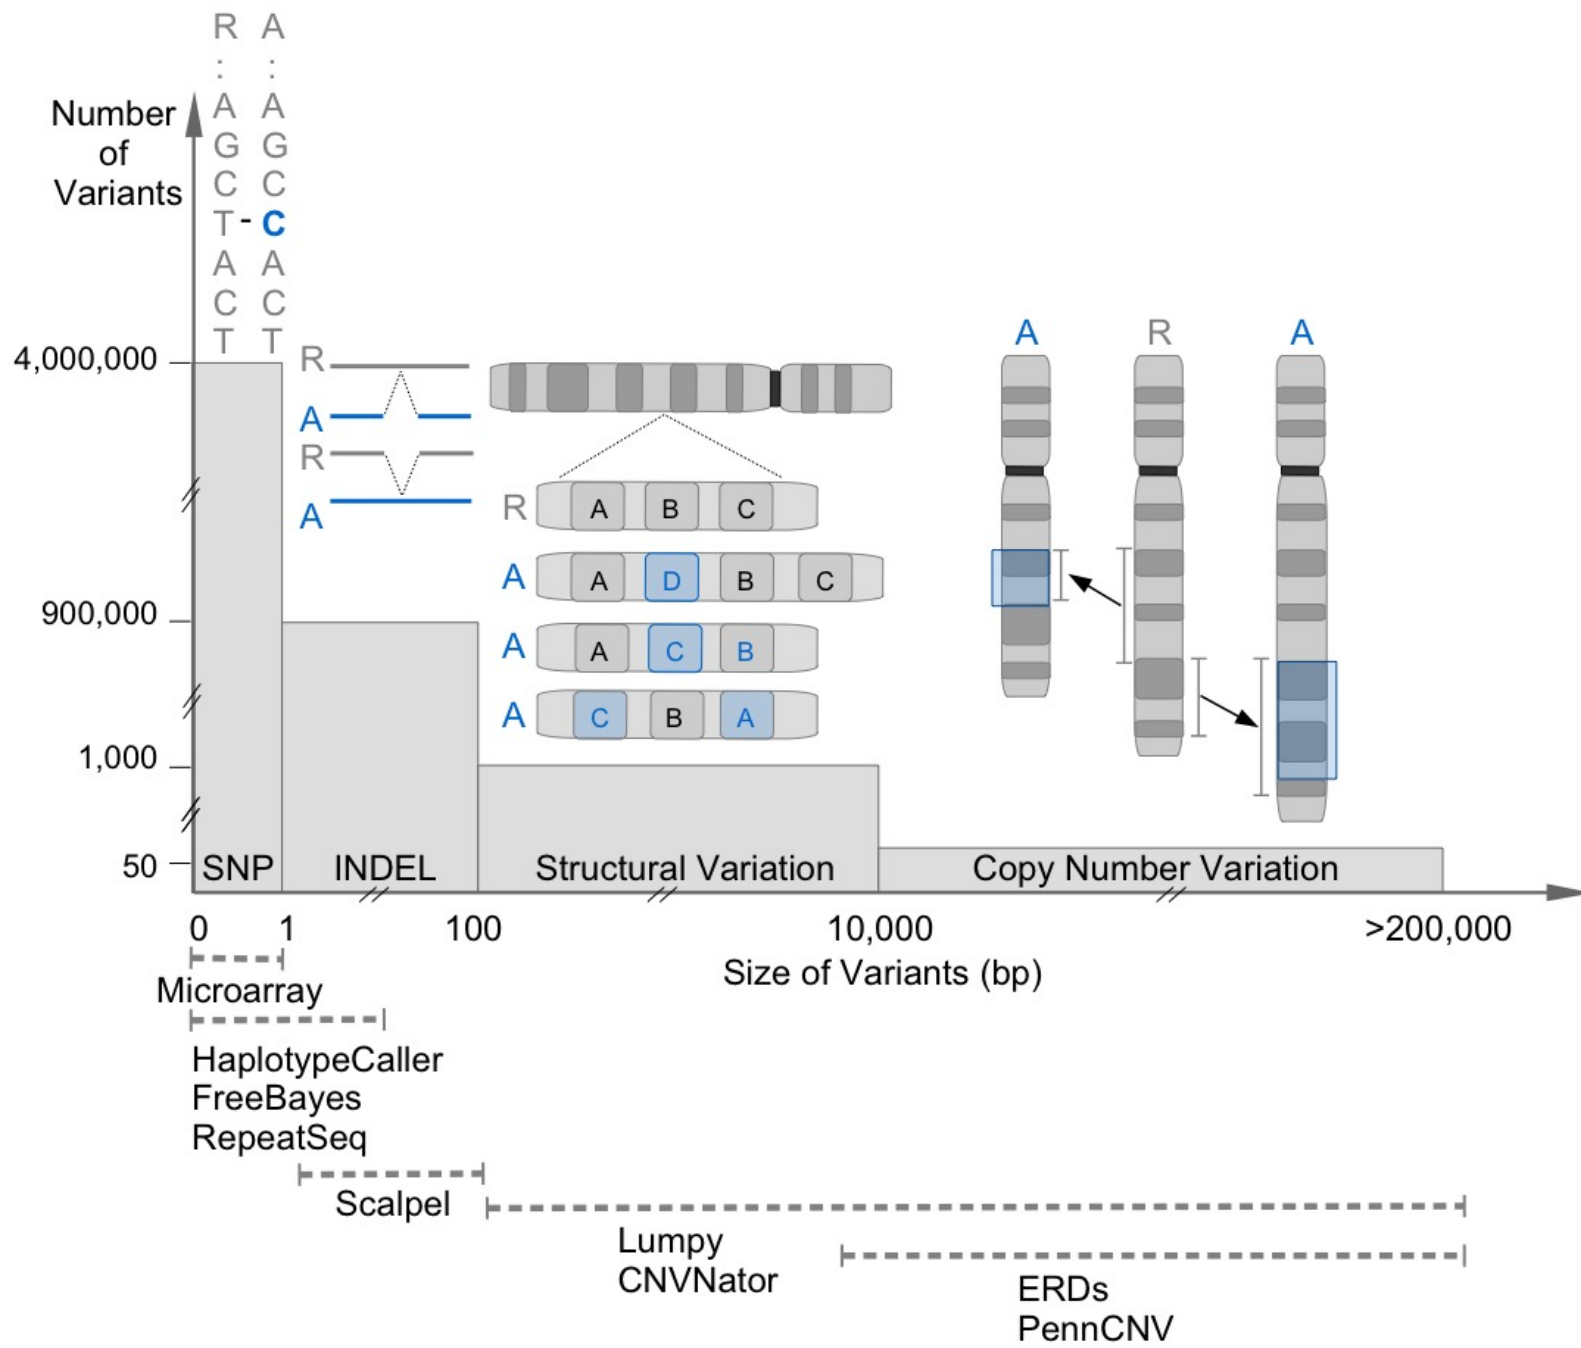 R A
: :
A A
G G
C C
T - C
A A
C C
T T
Number
of
Variants
4,000,000
900,000
1,000
50
R
A
R
A
R A B C
A A D B C
A A C B
A C B A
A R A
SNP INDEL Structural Variation Copy Number Variation
0 1 100 10,000 >200,000
Size of Variants (bp)
Microarray
HaplotypeCaller
FreeBayes
RepeatSeq
Scalpel
Lumpy
CNVNator
ERDs
PennCNV